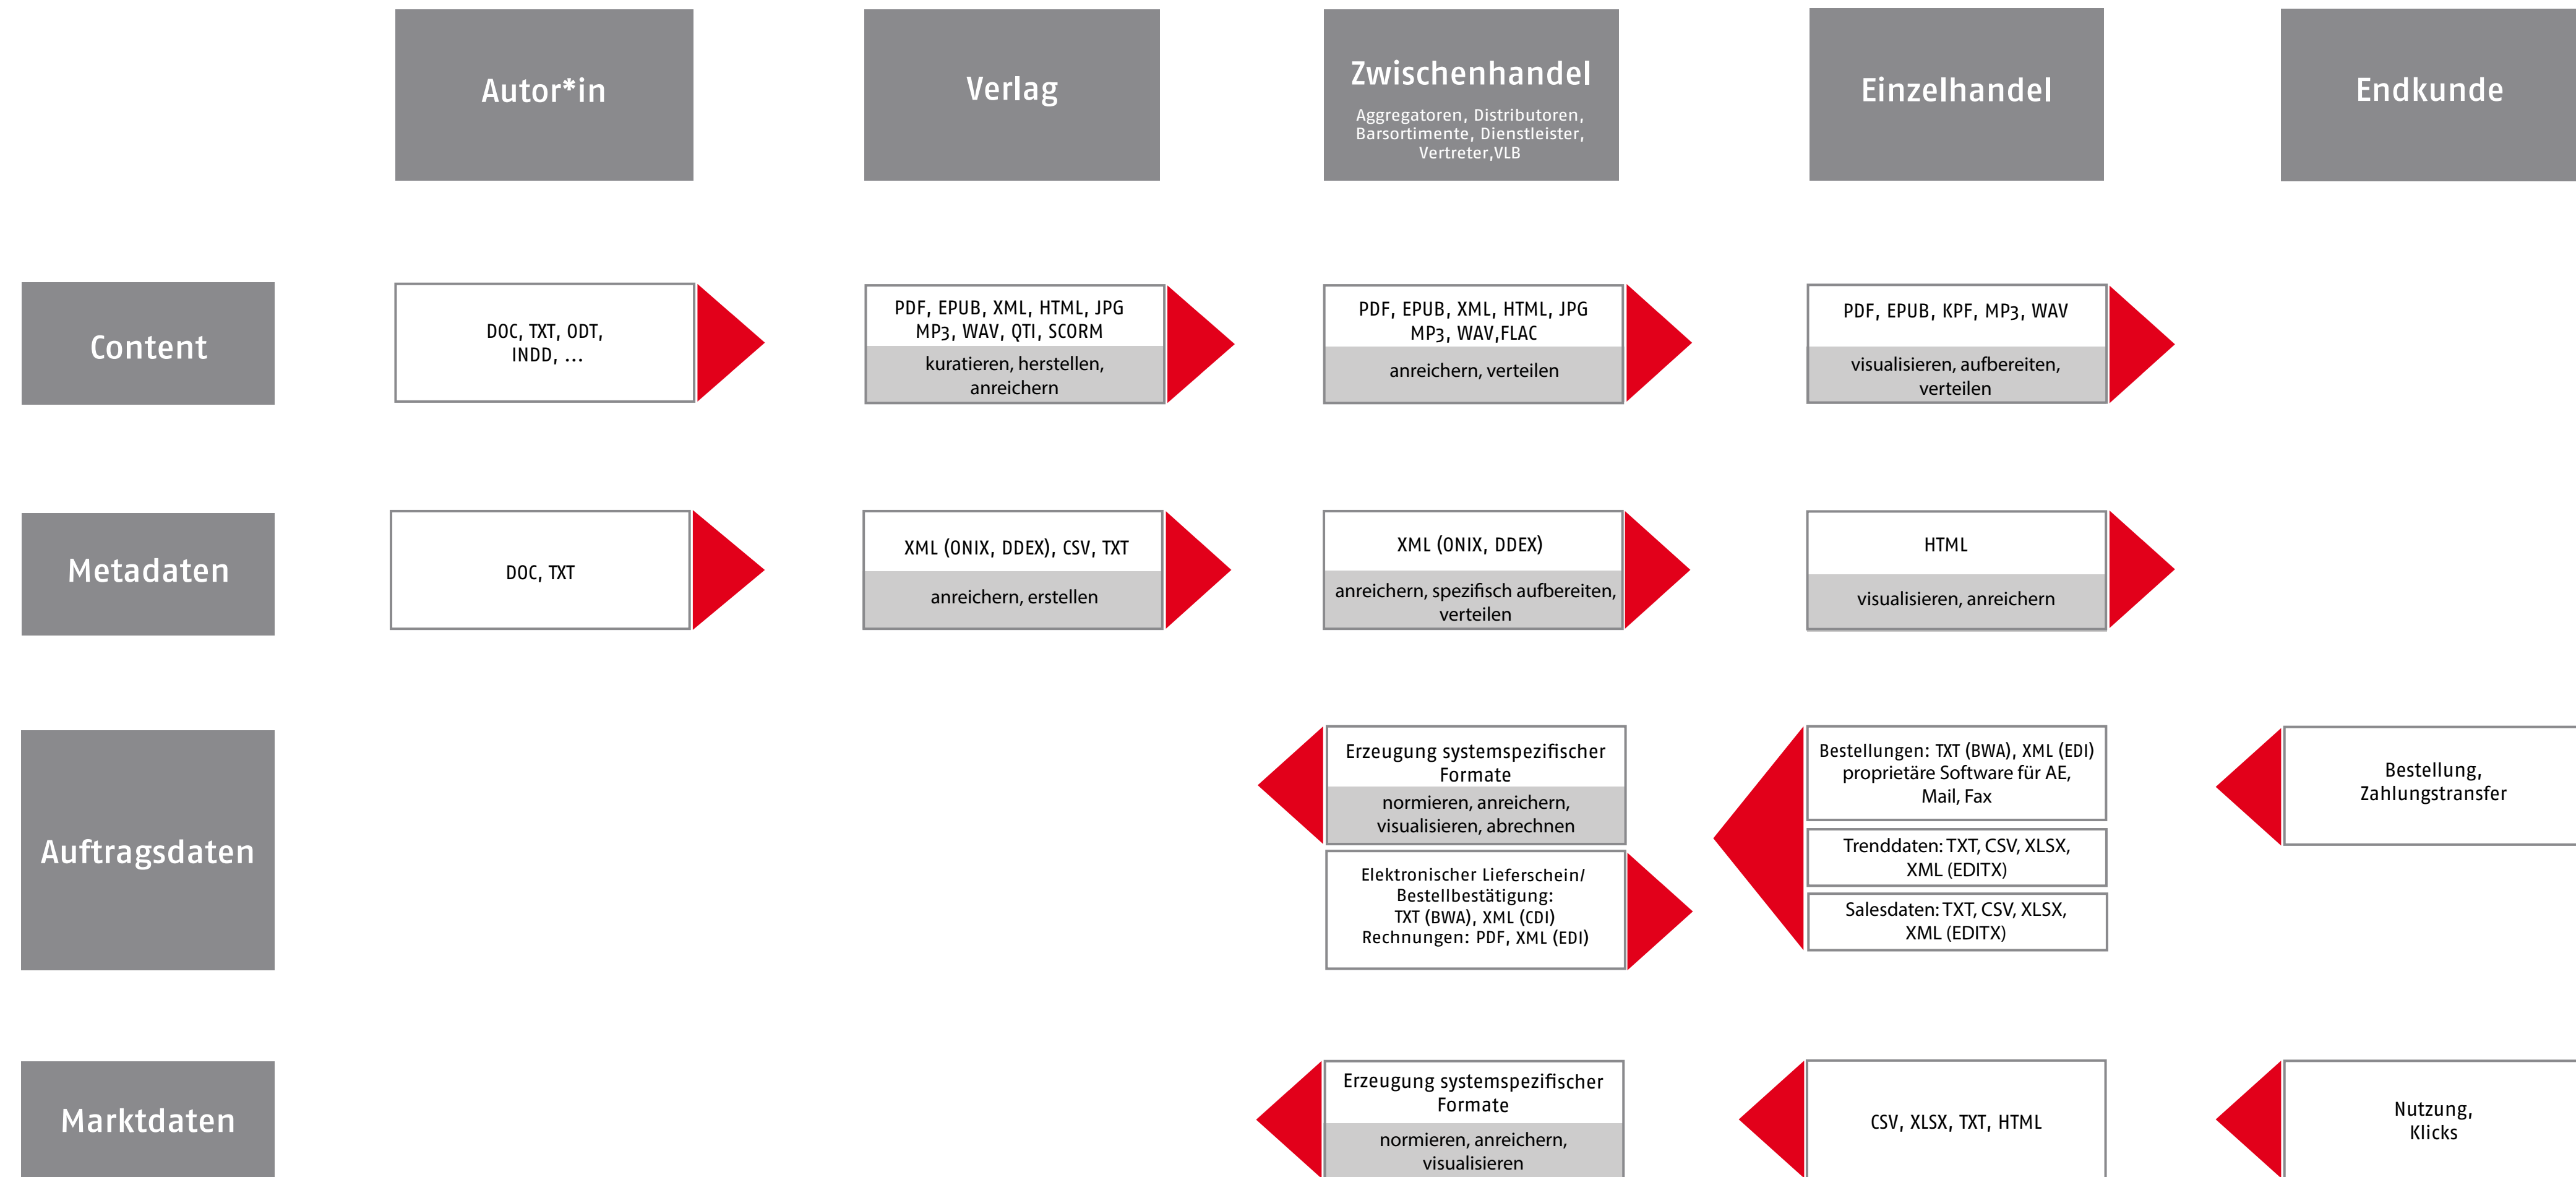 Autor*in
Verlag
Zwischenhandel
Aggregatoren, Distributoren,
Barsortimente, Dienstleister,
Vertreter,VLB
Einzelhandel
Endkunde
Content
DOC, TXT, ODT,
INDD, ...
PDF, EPUB, XML, HTML, JPG
MP3, WAV, QTI, SCORM
kuratieren, herstellen,
anreichern
PDF, EPUB, XML, HTML, JPG
MP3, WAV,FLAC
anreichern, verteilen
PDF, EPUB, KPF, MP3, WAV
visualisieren, aufbereiten,
verteilen
Metadaten
DOC, TXT
XML (ONIX, DDEX), CSV, TXT
anreichern, erstellen
XML (ONIX, DDEX)
anreichern, spezifisch aufbereiten,
verteilen
HTML
visualisieren, anreichern
Auftragsdaten
Erzeugung systemspezifischer
Formate
normieren, anreichern,
visualisieren, abrechnen
Elektronischer Lieferschein/
Bestellbestätigung:
TXT (BWA), XML (CDI)
Rechnungen: PDF, XML (EDI)
Bestellungen: TXT (BWA), XML (EDI)
proprietäre Software für AE,
Mail, Fax
Trenddaten: TXT, CSV, XLSX,
XML (EDITX)
Salesdaten: TXT, CSV, XLSX,
XML (EDITX)
Bestellung,
Zahlungstransfer
Marktdaten
Erzeugung systemspezifischer
Formate
normieren, anreichern,
visualisieren
CSV, XLSX, TXT, HTML
Nutzung,
Klicks